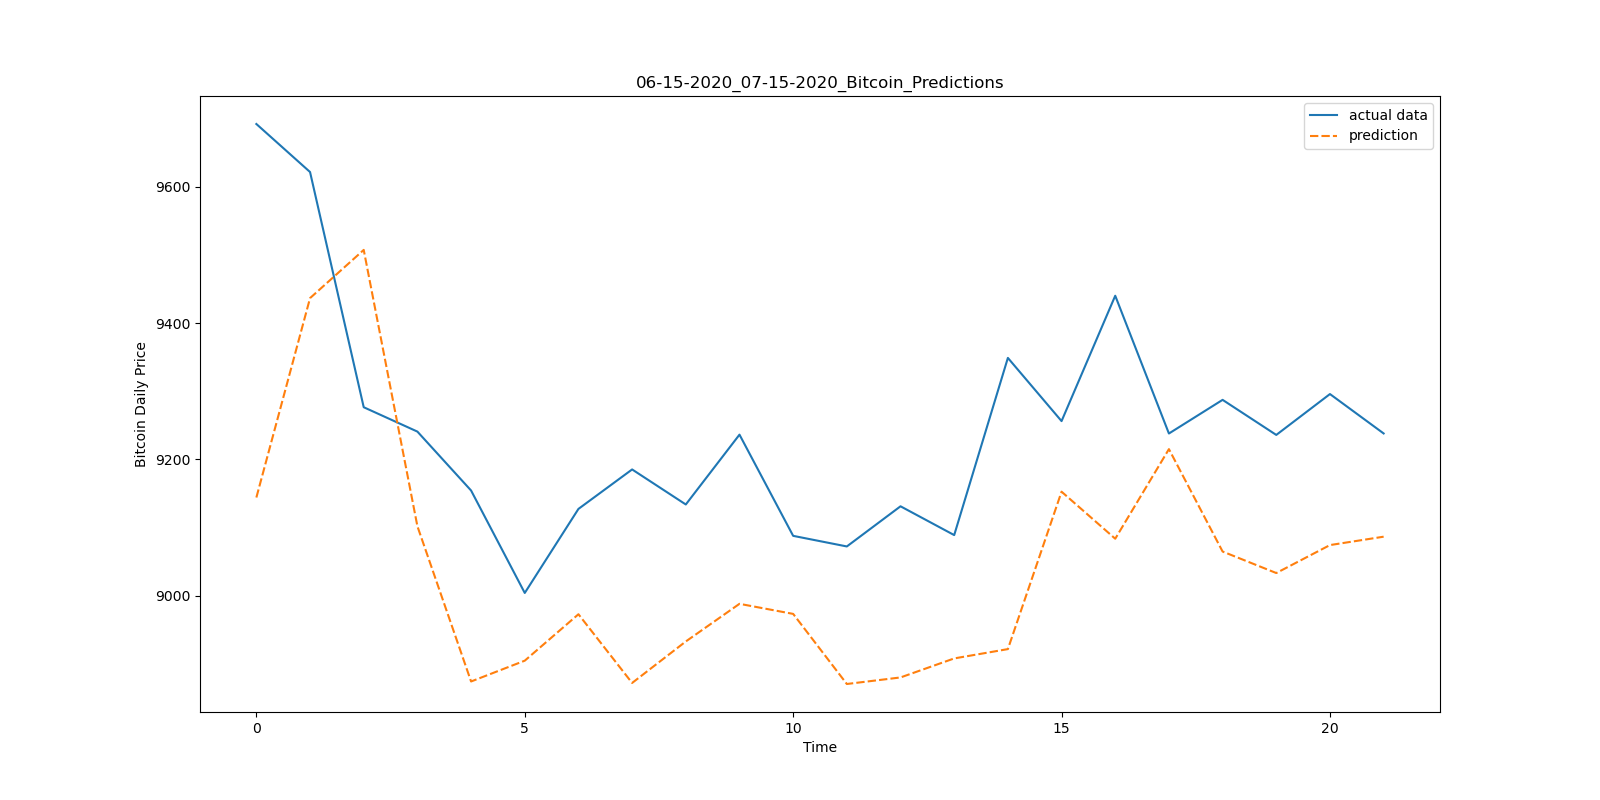 06-15-2020_07-15-2020_Bitcoin_Predictions
actual data
prediction
Bitcoin Daily Price
9600
9400
9200
9000
0 5 10 15 20
Time